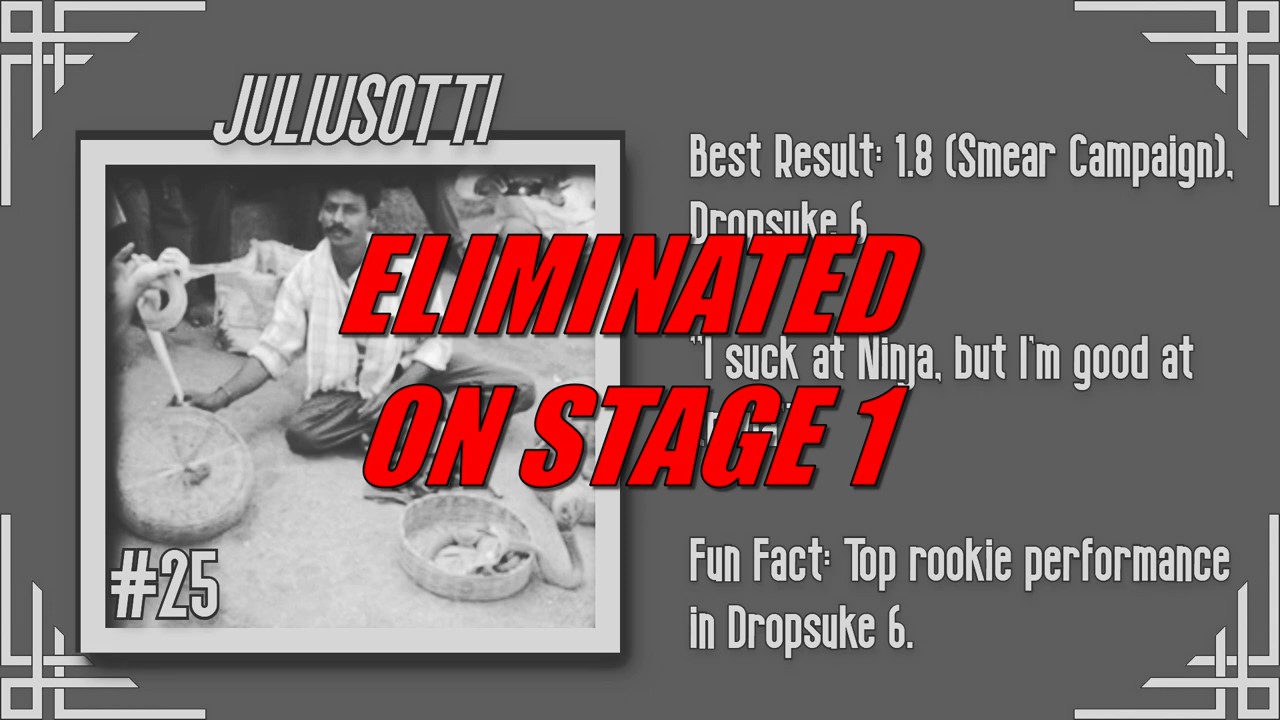 JULIUSOTTI
Best Result: 1.8 (Smear Campaign),
Dropsuke 6
ELIMINATED
"I suck at Ninja, but I'm good at
ON STAGE 1
#25
Fun Fact: Top rookie performance
in Dropsuke 6.